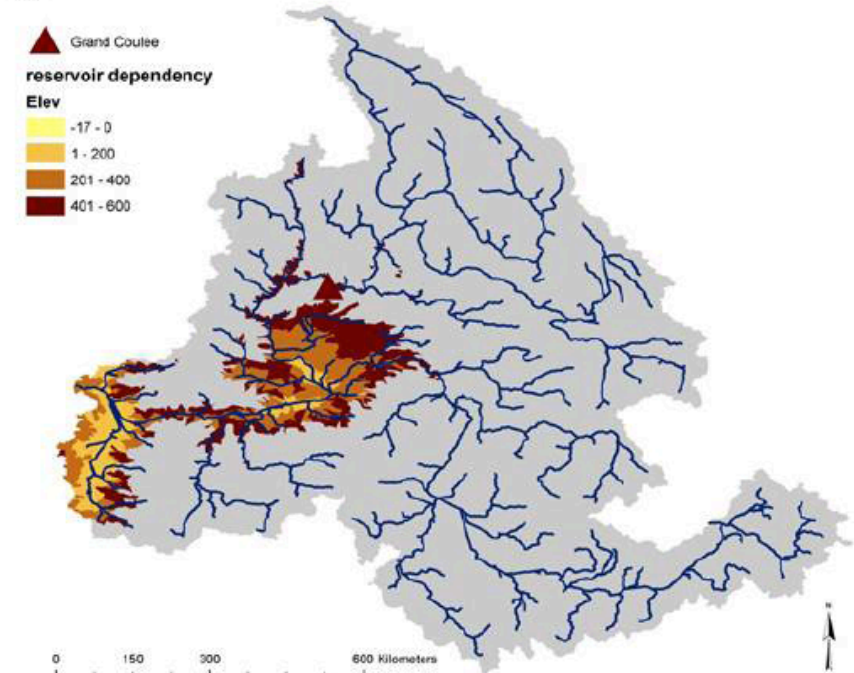 Grand Coulee
reservoir dependency
Elev
-17 - 0
1 - 200
201 - 400
401 - 600
N
0 150 300 600 Kilometers